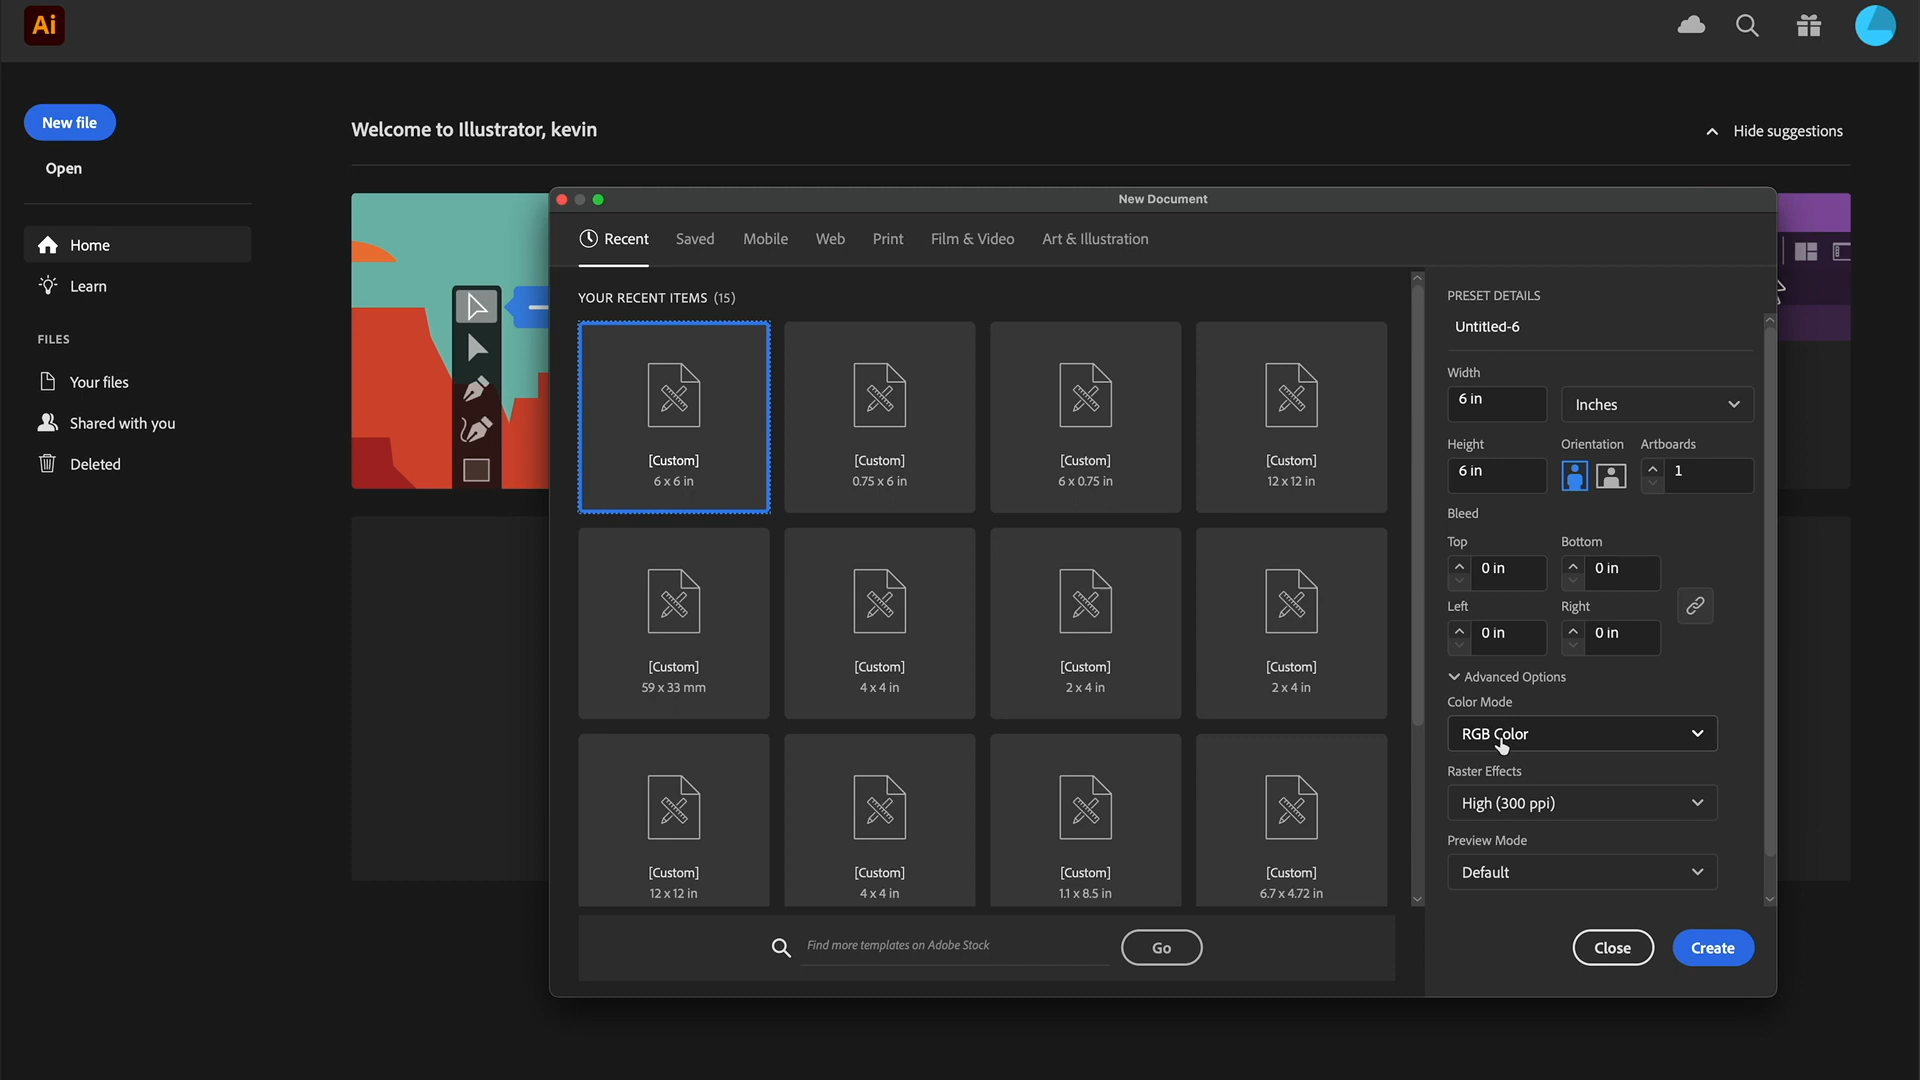 Ai
New file
Open
Home
Learn
FILES
Your files
Shared with you
Deleted
Welcome to Illustrator, kevin
Hide suggestions
New Document
Recent
Saved
Mobile
Web
Print
Film & Video
Art & Illustration
YOUR RECENT ITEMS (15)
[Custom]
6 x 6 in
[Custom]
0.75 x 6 in
[Custom]
6 x 0.75 in
[Custom]
12 x 12 in
[Custom]
59 x 33 mm
[Custom]
4 x 4 in
[Custom]
2 x 4 in
[Custom]
2 x 4 in
[Custom]
12 x 12 in
[Custom]
4 x 4 in
[Custom]
1.1 x 8.5 in
[Custom]
6.7 x 4.72 in
Find more templates on Adobe Stock
Go
PRESET DETAILS
Untitled-6
Width
6 in
Inches
Height
Orientation
Artboards
6 in
1
Bleed
Top
Bottom
0 in
0 in
Left
Right
0 in
0 in
Advanced Options
Color Mode
RGB Color
Raster Effects
High (300 ppi)
Preview Mode
Default
Close
Create